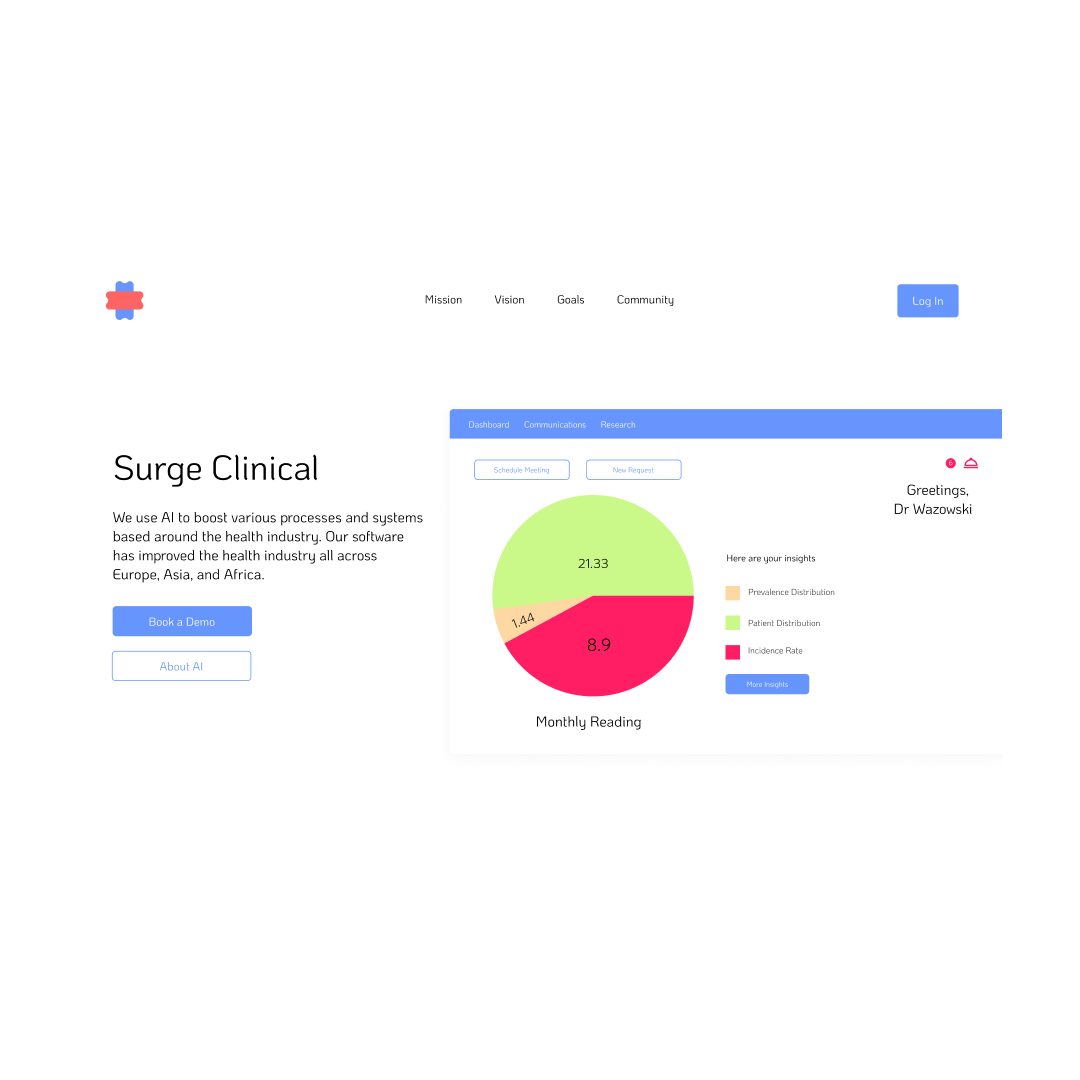 Mission
Vision
Goals
Community
Log In
Surge Clinical
We use AI to boost various processes and systems
based around the health industry. Our software
has improved the health industry all across
Europe, Asia, and Africa.
Book a Demo
About AI
Dashboard
Communications
Research
Schedule Meeting
New Request
6
Greetings,
Dr Wazowski
21.33
1.44
8.9
Monthly Reading
Here are your insights
Prevalence Distribution
Patient Distribution
Incidence Rate
More Insights